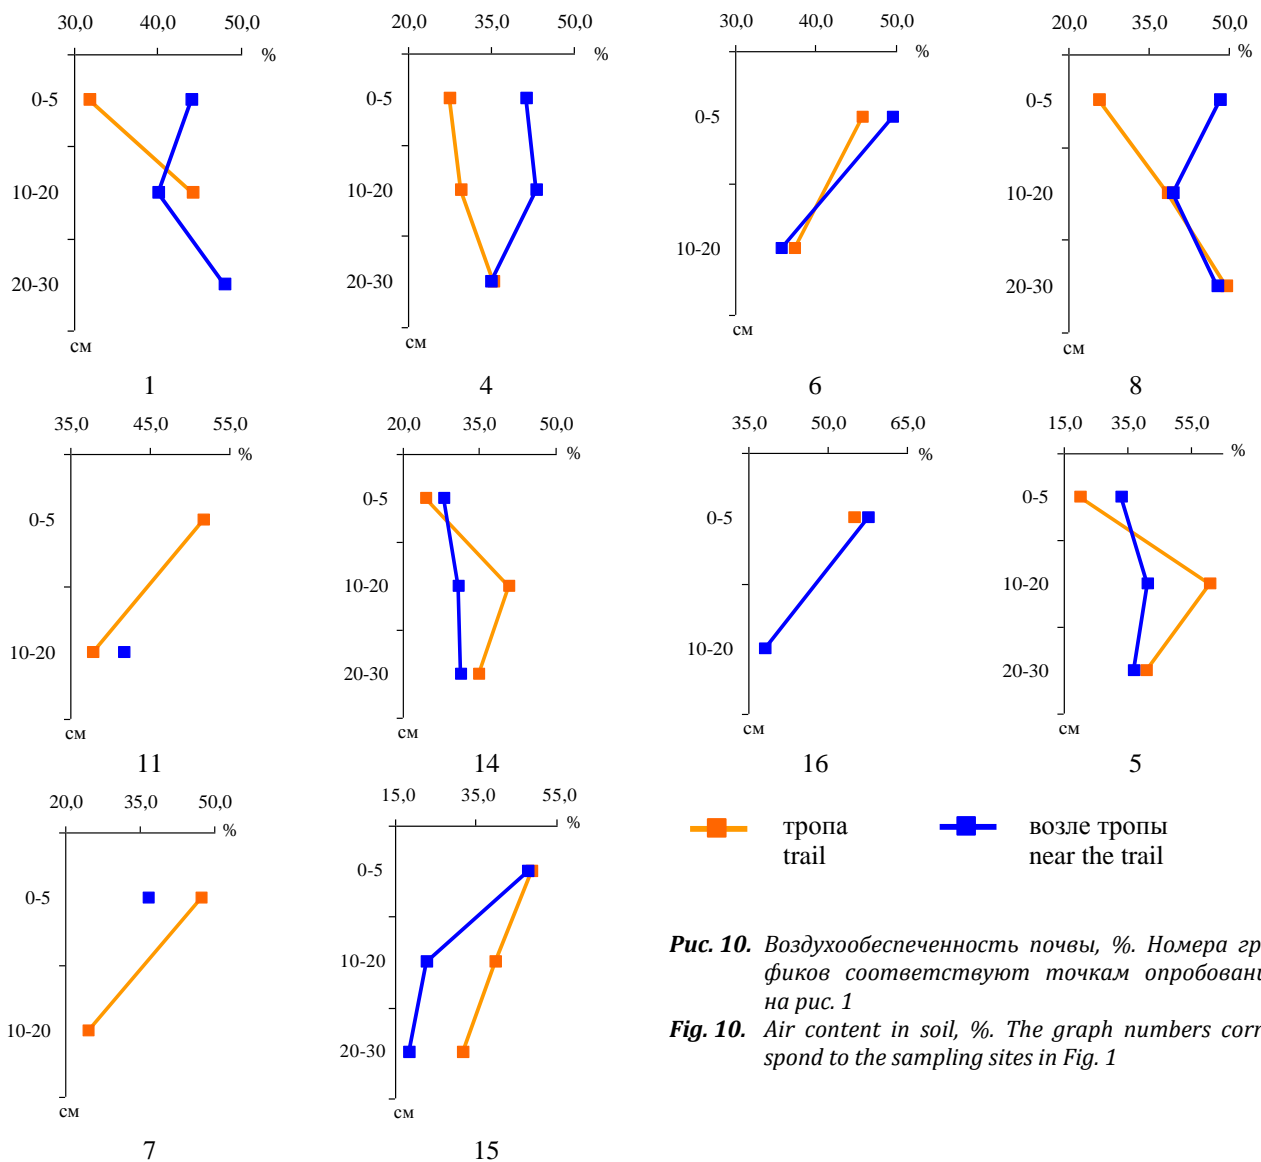 30,0 40,0 50,0
%
0-5
10-20
20-30
см
1
20,0 35,0 50,0
%
0-5
10-20
20-30
см
4
30,0 40,0 50,0
%
0-5
10-20
см
6
20,0 35,0 50,0
%
0-5
10-20
20-30
см
8
35,0 45,0 55,0
%
0-5
10-20
см
11
20,0 35,0 50,0
%
0-5
10-20
20-30
см
14
35,0 50,0 65,0
%
0-5
10-20
см
16
15,0 35,0 55,0
%
0-5
10-20
20-30
см
5
20,0 35,0 50,0
%
0-5
10-20
см
7
15,0 35,0 55,0
%
0-5
10-20
20-30
см
15
тропа
trail
возле тропы
near the trail
Рис. 10. Воздухообеспеченность почвы, %. Номера гр
фиков соответствуют точкам опробовани
на рис. 1
Fig. 10. Air content in soil, %. The graph numbers corr
spond to the sampling sites in Fig. 1